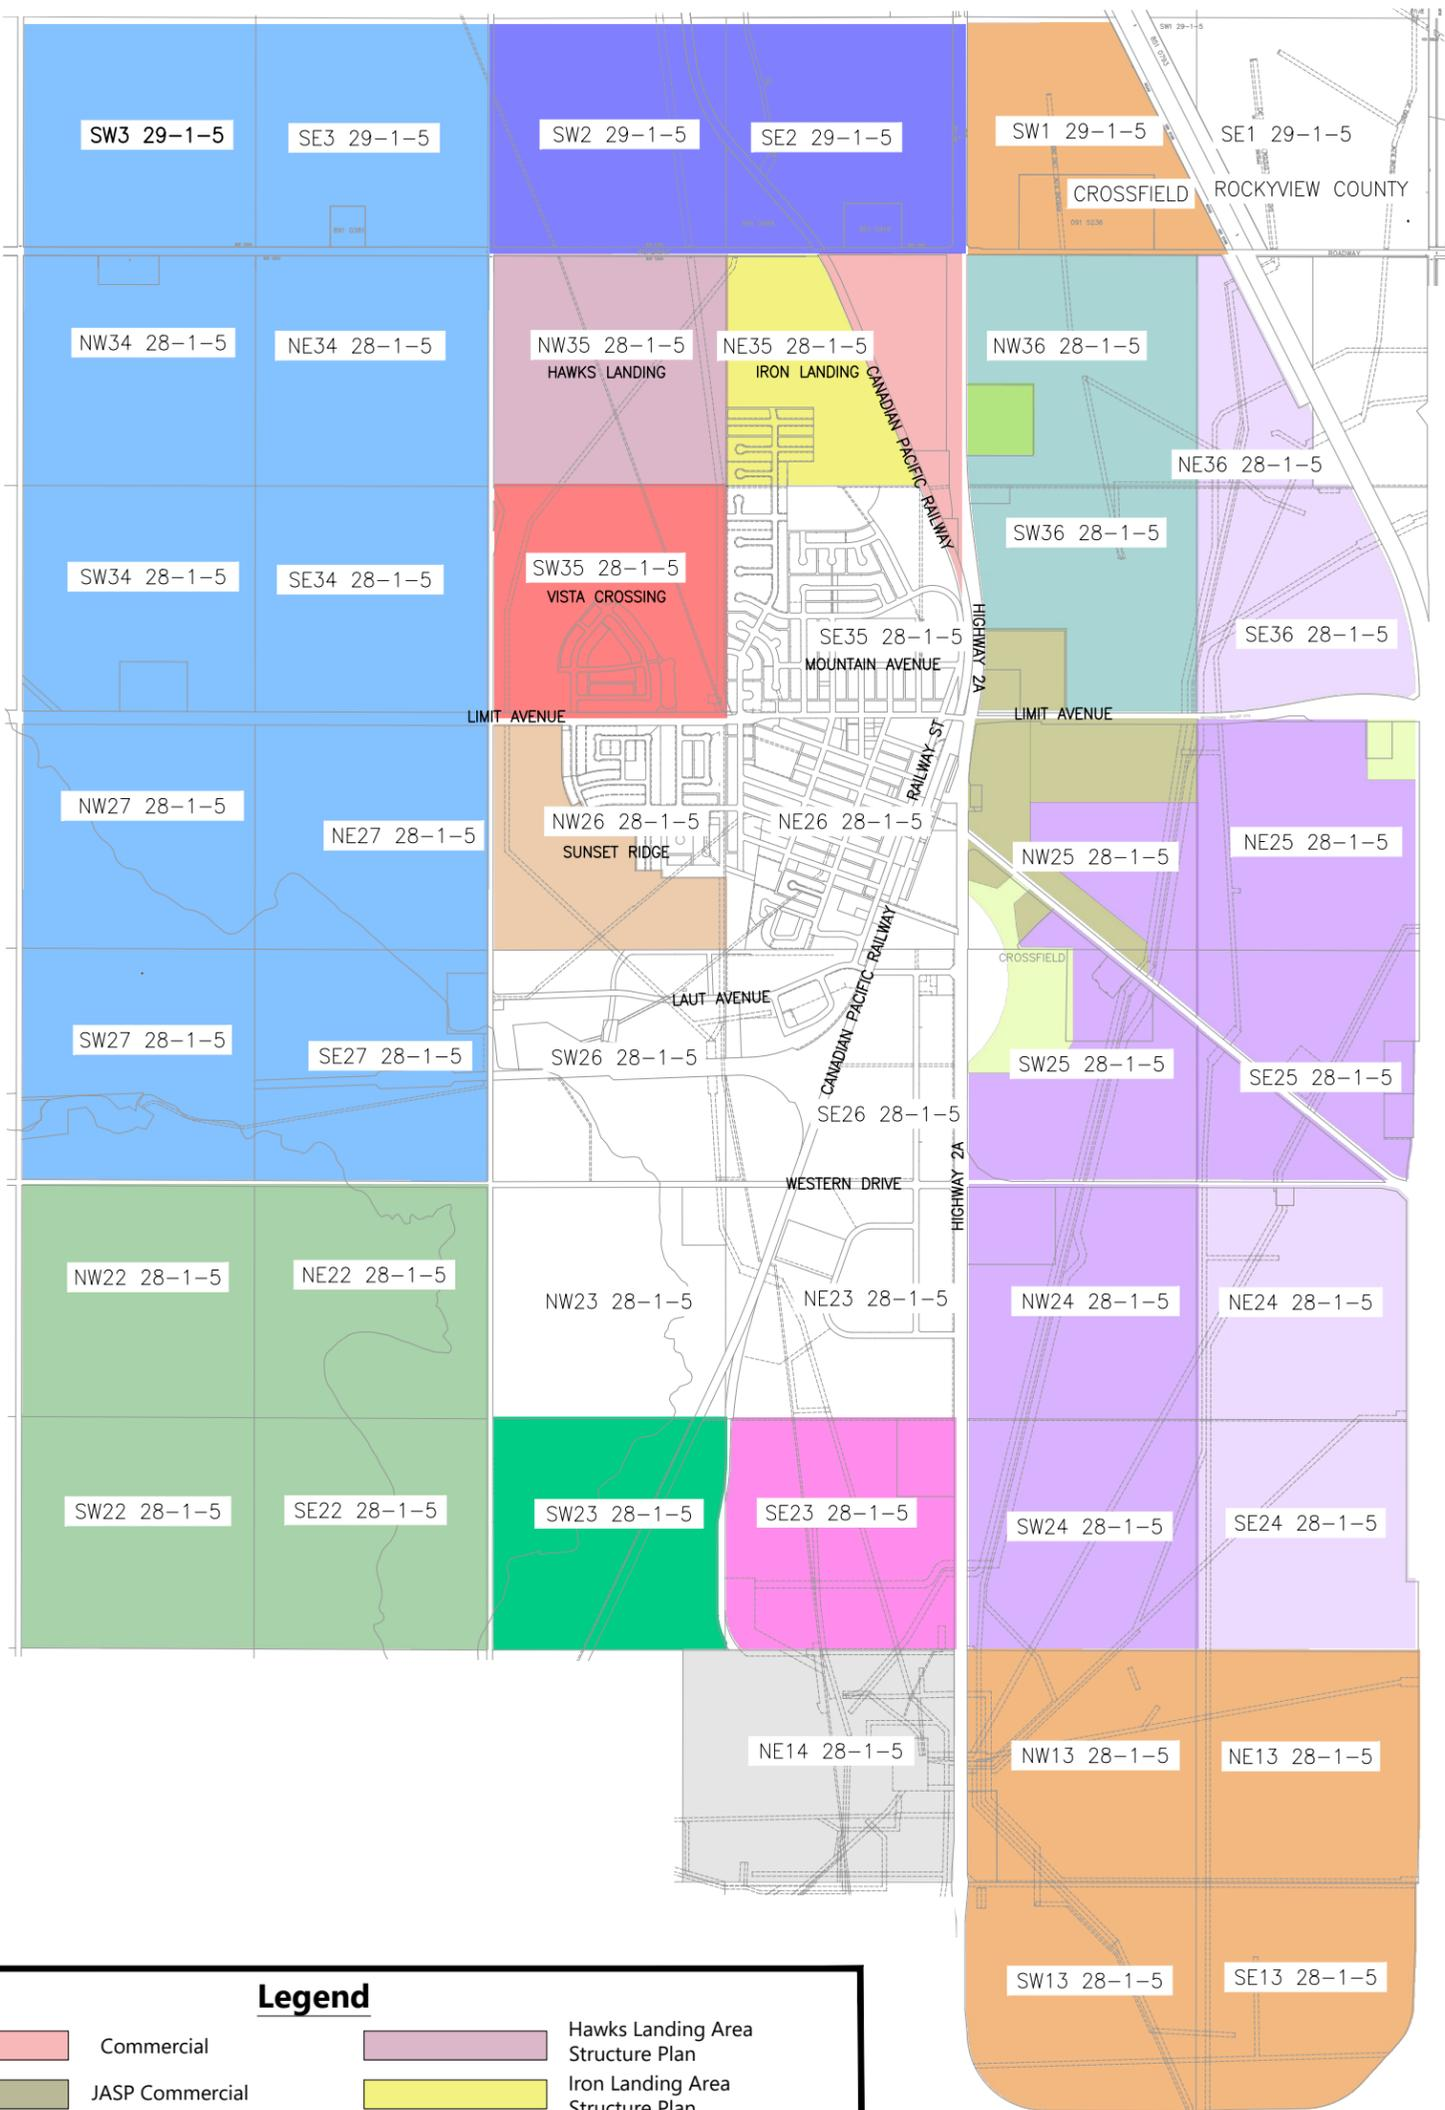 SW1 29-1-5
SW3 29-1-5
SE3 29-1-5
SW2 29-1-5
SE2 29-1-5
SW1 29-1-5
SE1 29-1-5
CROSSFIELD
ROCKYVIEW COUNTY
891 0381
091 5236
ROADWAY
NW34 28-1-5
NE34 28-1-5
NW35 28-1-5
HAWKS LANDING
NE35 28-1-5
IRON LANDING
NW36 28-1-5
CANADIAN PACIFIC RAILWAY
NE36 28-1-5
SW34 28-1-5
SE34 28-1-5
SW35 28-1-5
VISTA CROSSING
SW36 28-1-5
SE35 28-1-5
MOUNTAIN AVENUE
HIGHWAY 2A
SE36 28-1-5
LIMIT AVENUE
LIMIT AVENUE
RAILWAY ST
NW27 28-1-5
NE27 28-1-5
NW26 28-1-5
SUNSET RIDGE
NE26 28-1-5
NW25 28-1-5
NE25 28-1-5
CROSSFIELD
LAUT AVENUE
CANADIAN PACIFIC RAILWAY
SW27 28-1-5
SE27 28-1-5
SW26 28-1-5
SW25 28-1-5
SE25 28-1-5
SE26 28-1-5
HIGHWAY 2A
WESTERN DRIVE
NW22 28-1-5
NE22 28-1-5
NW23 28-1-5
NE23 28-1-5
NW24 28-1-5
NE24 28-1-5
SW22 28-1-5
SE22 28-1-5
SW23 28-1-5
SE23 28-1-5
SW24 28-1-5
SE24 28-1-5
NE14 28-1-5
NW13 28-1-5
NE13 28-1-5
SW13 28-1-5
SE13 28-1-5
Legend
Commercial
Hawks Landing Area
Structure Plan
JASP Commercial
Iron Landing Area
Structure Plan